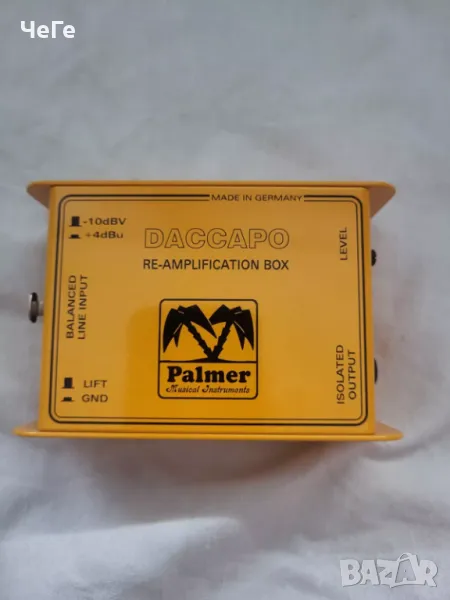 ЧеГе
MADE IN GERMANY
-10dBV
+4dBu
DACCAPO
RE-AMPLIFICATION BOX
BALANCED
LINE INPUT
LEVEL
LIFT
GND
Palmer
Musical Instruments
ISOLATED
OUTPUT
BAZAR.BG